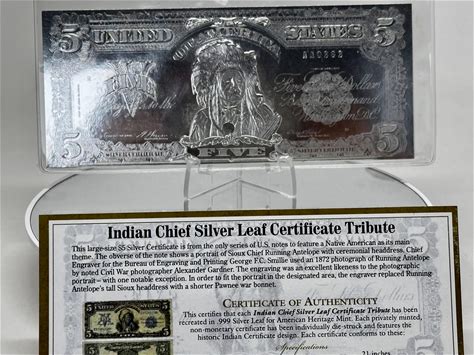 5 UNITED STATES 5
AA0282
FIVE
5 SILVER CERTIFICATE 5
Indian Chief Silver Leaf Certificate Tribute
This large-size $5 Silver Certificate is from the only series of U.S. notes to feature a Native American as its main
theme. The obverse of the note shows a portrait of Sioux Chief Running Antelope with ceremonial headdress. Chief
Engraver for the Bureau of Engraving and Printing George F.C. Smillie used an 1872 photograph of Running Antelope
by noted Civil War photographer Alexander Gardner. The engraving was an excellent likeness to the photographic
portrait – with one notable exception. In order to fit the portrait in the designated area, the engraver replaced Running
Antelope's tall Sioux headdress with a shorter Pawnee war bonnet.
CERTIFICATE OF AUTHENTICITY
This certifies that each Indian Chief Silver Leaf Certificate Tribute has been
recreated in .999 Silver Leaf for American Heritage Mint. Each privately minted,
non-monetary certificate has been individually die-struck and features the
historic Indian Certificate design. Each certificate conforms to these:
Specifications